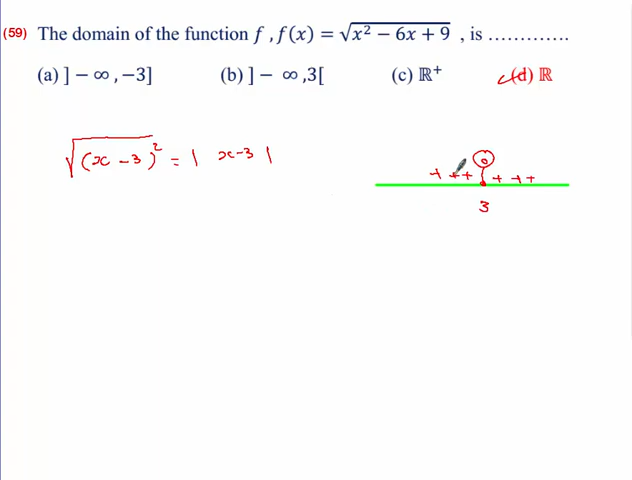 (59) The domain of the function f , f(x) = √(x² − 6x + 9) , is ………….
(a) ] − ∞ , −3] (b) ] − ∞ ,3[ (c) ℝ⁺ (d) ℝ
√(x − 3)² = | x-3 |
0
+ + + + + +
3